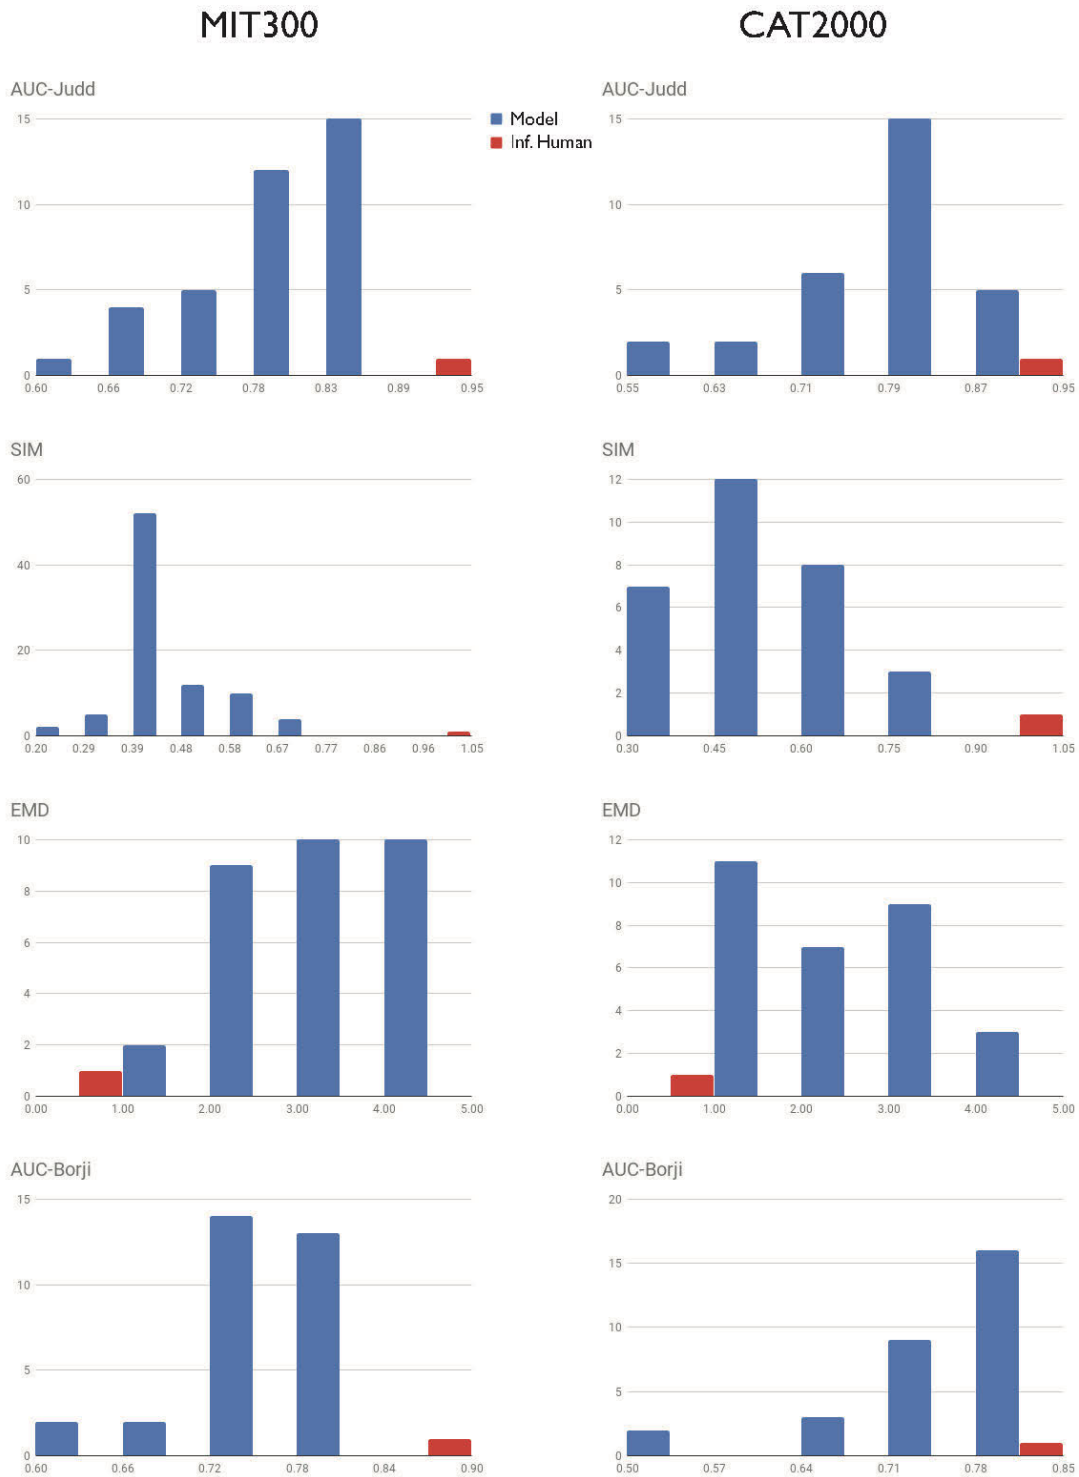 MIT300
CAT2000
AUC-Judd
15
10
5
0
0.60 0.66 0.72 0.78 0.83 0.89 0.95
Model
Inf. Human
AUC-Judd
15
10
5
0
0.55 0.63 0.71 0.79 0.87 0.95
SIM
60
40
20
0
0.20 0.29 0.39 0.48 0.58 0.67 0.77 0.86 0.96 1.05
SIM
12
10
8
6
4
2
0
0.30 0.45 0.60 0.75 0.90 1.05
EMD
10
8
6
4
2
0
0.00 1.00 2.00 3.00 4.00 5.00
EMD
12
10
8
6
4
2
0
0.00 1.00 2.00 3.00 4.00 5.00
AUC-Borji
15
10
5
0
0.60 0.66 0.72 0.78 0.84 0.90
AUC-Borji
20
15
10
5
0
0.50 0.57 0.64 0.71 0.78 0.85